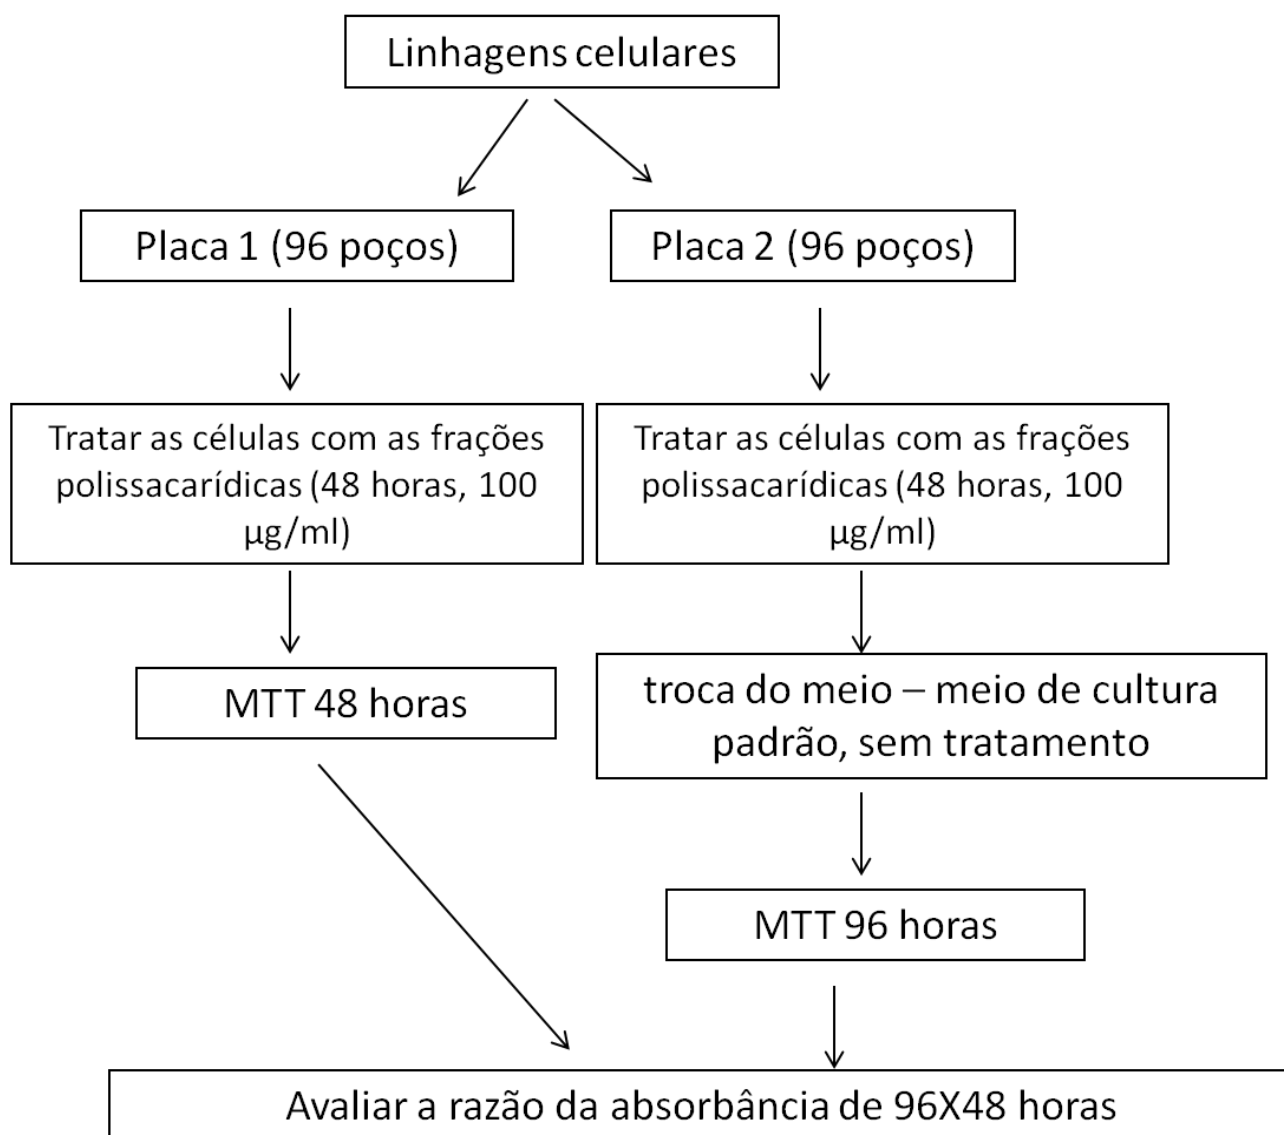 Linhagens celulares
Placa 1 (96 poços)
Placa 2 (96 poços)
Tratar as células com as frações
polissacarídicas (48 horas, 100
µg/ml)
Tratar as células com as frações
polissacarídicas (48 horas, 100
µg/ml)
MTT 48 horas
troca do meio – meio de cultura
padrão, sem tratamento
MTT 96 horas
Avaliar a razão da absorbância de 96X48 horas